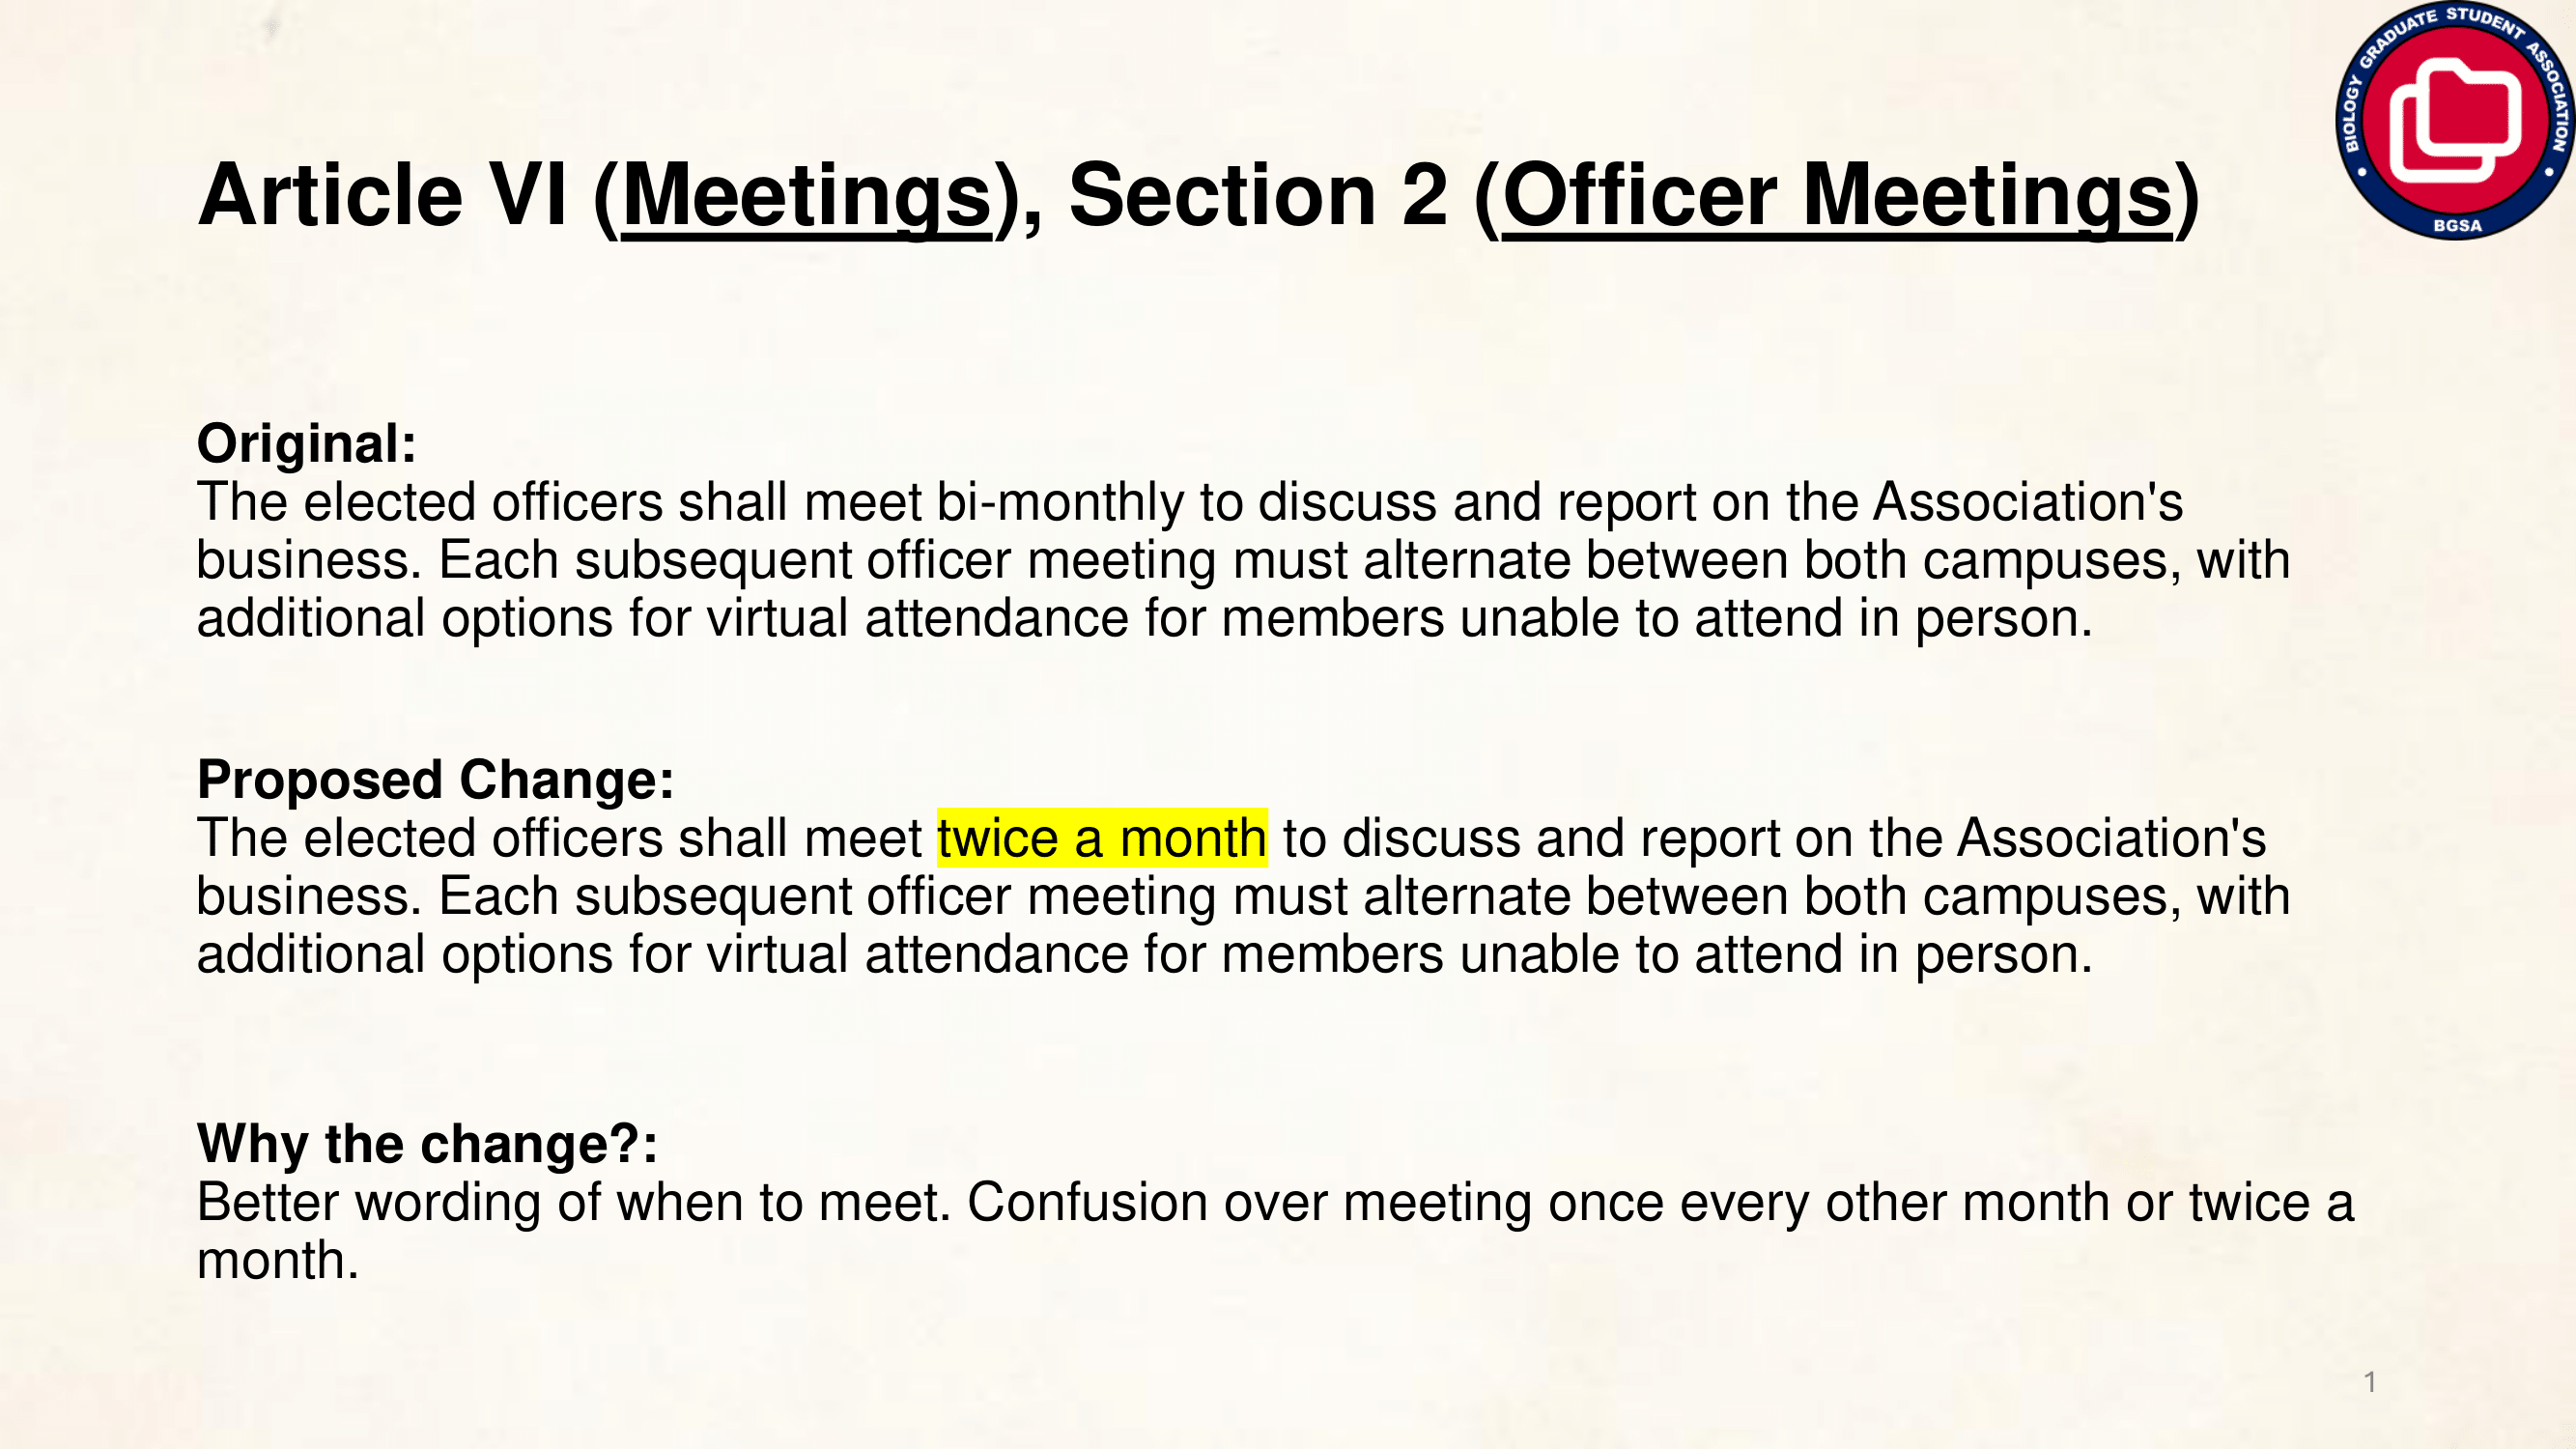 BIOLOGY GRADUATE STUDENT ASSOCIATION
BGSA
Article VI (Meetings), Section 2 (Officer Meetings)
Original:
The elected officers shall meet bi-monthly to discuss and report on the Association's
business. Each subsequent officer meeting must alternate between both campuses, with
additional options for virtual attendance for members unable to attend in person.
Proposed Change:
The elected officers shall meet twice a month to discuss and report on the Association's
business. Each subsequent officer meeting must alternate between both campuses, with
additional options for virtual attendance for members unable to attend in person.
Why the change?:
Better wording of when to meet. Confusion over meeting once every other month or twice a
month.
1